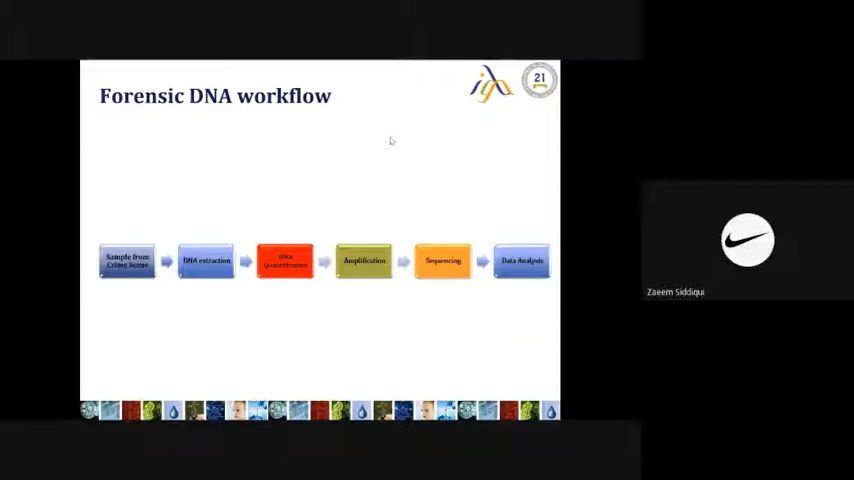 Forensic DNA workflow
21
Sample from
Crime Scene
DNA extraction
DNA
Quantification
Amplification
Sequencing
Data Analysis
Zaeem Siddiqui